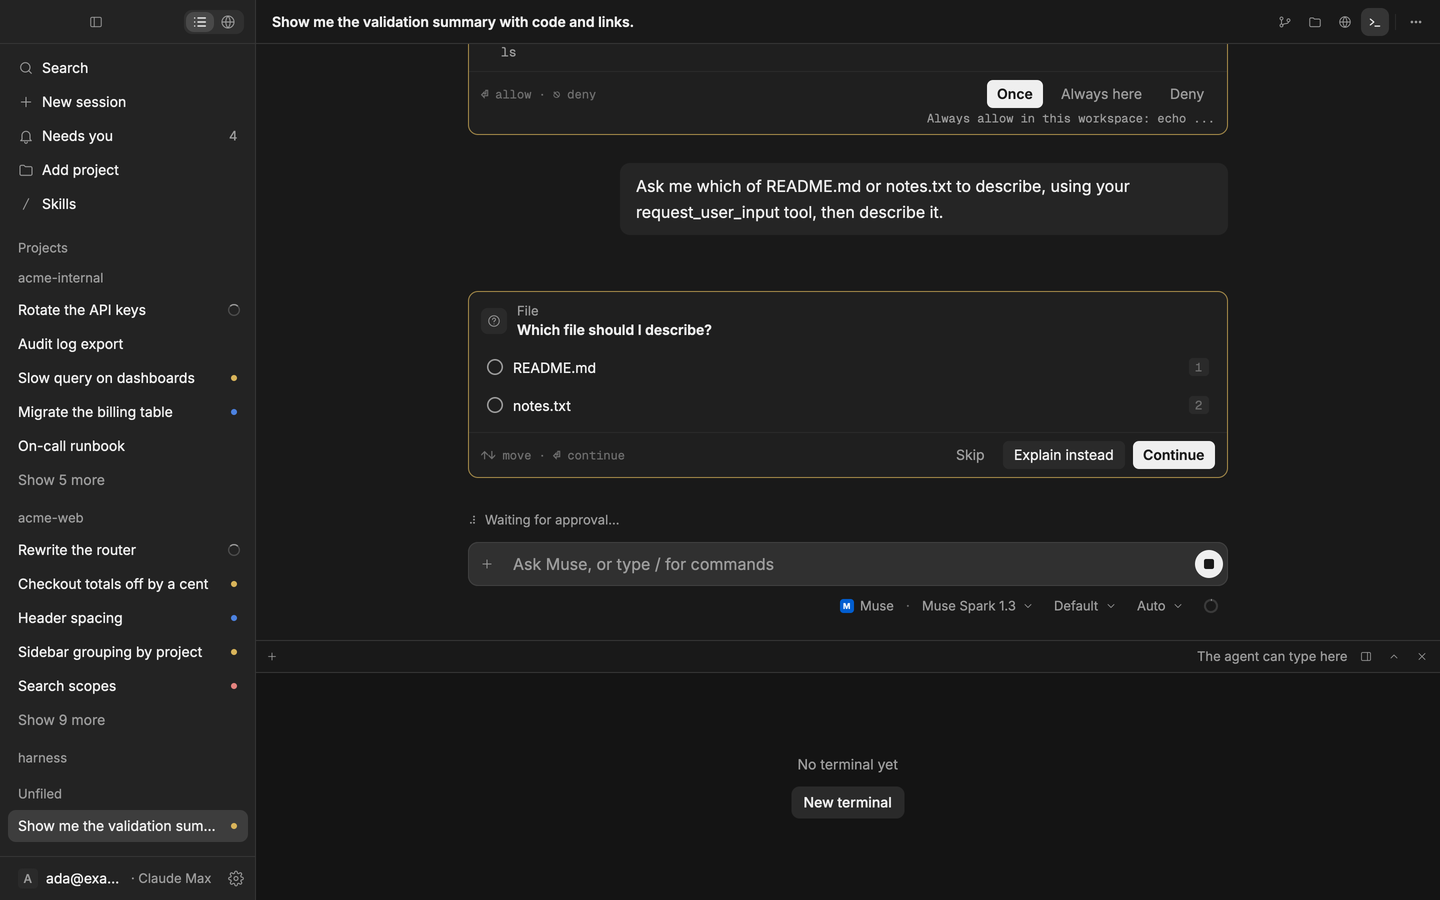 Show me the validation summary with code and links.
Search
New session
Needs you 4
Add project
Skills
Projects
acme-internal
Rotate the API keys
Audit log export
Slow query on dashboards
Migrate the billing table
On-call runbook
Show 5 more
acme-web
Rewrite the router
Checkout totals off by a cent
Header spacing
Sidebar grouping by project
Search scopes
Show 9 more
harness
Unfiled
Show me the validation sum...
A ada@exa... · Claude Max
ls
allow · deny
Once Always here Deny
Always allow in this workspace: echo ...
Ask me which of README.md or notes.txt to describe, using your
request_user_input tool, then describe it.
File
Which file should I describe?
README.md 1
notes.txt 2
move · continue
Skip Explain instead Continue
Waiting for approval...
Ask Muse, or type / for commands
M Muse · Muse Spark 1.3 Default Auto
The agent can type here
No terminal yet
New terminal